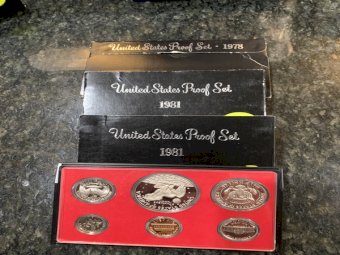 United States Proof Set - 1978
United States Proof Set
1981
United States Proof Set
1981